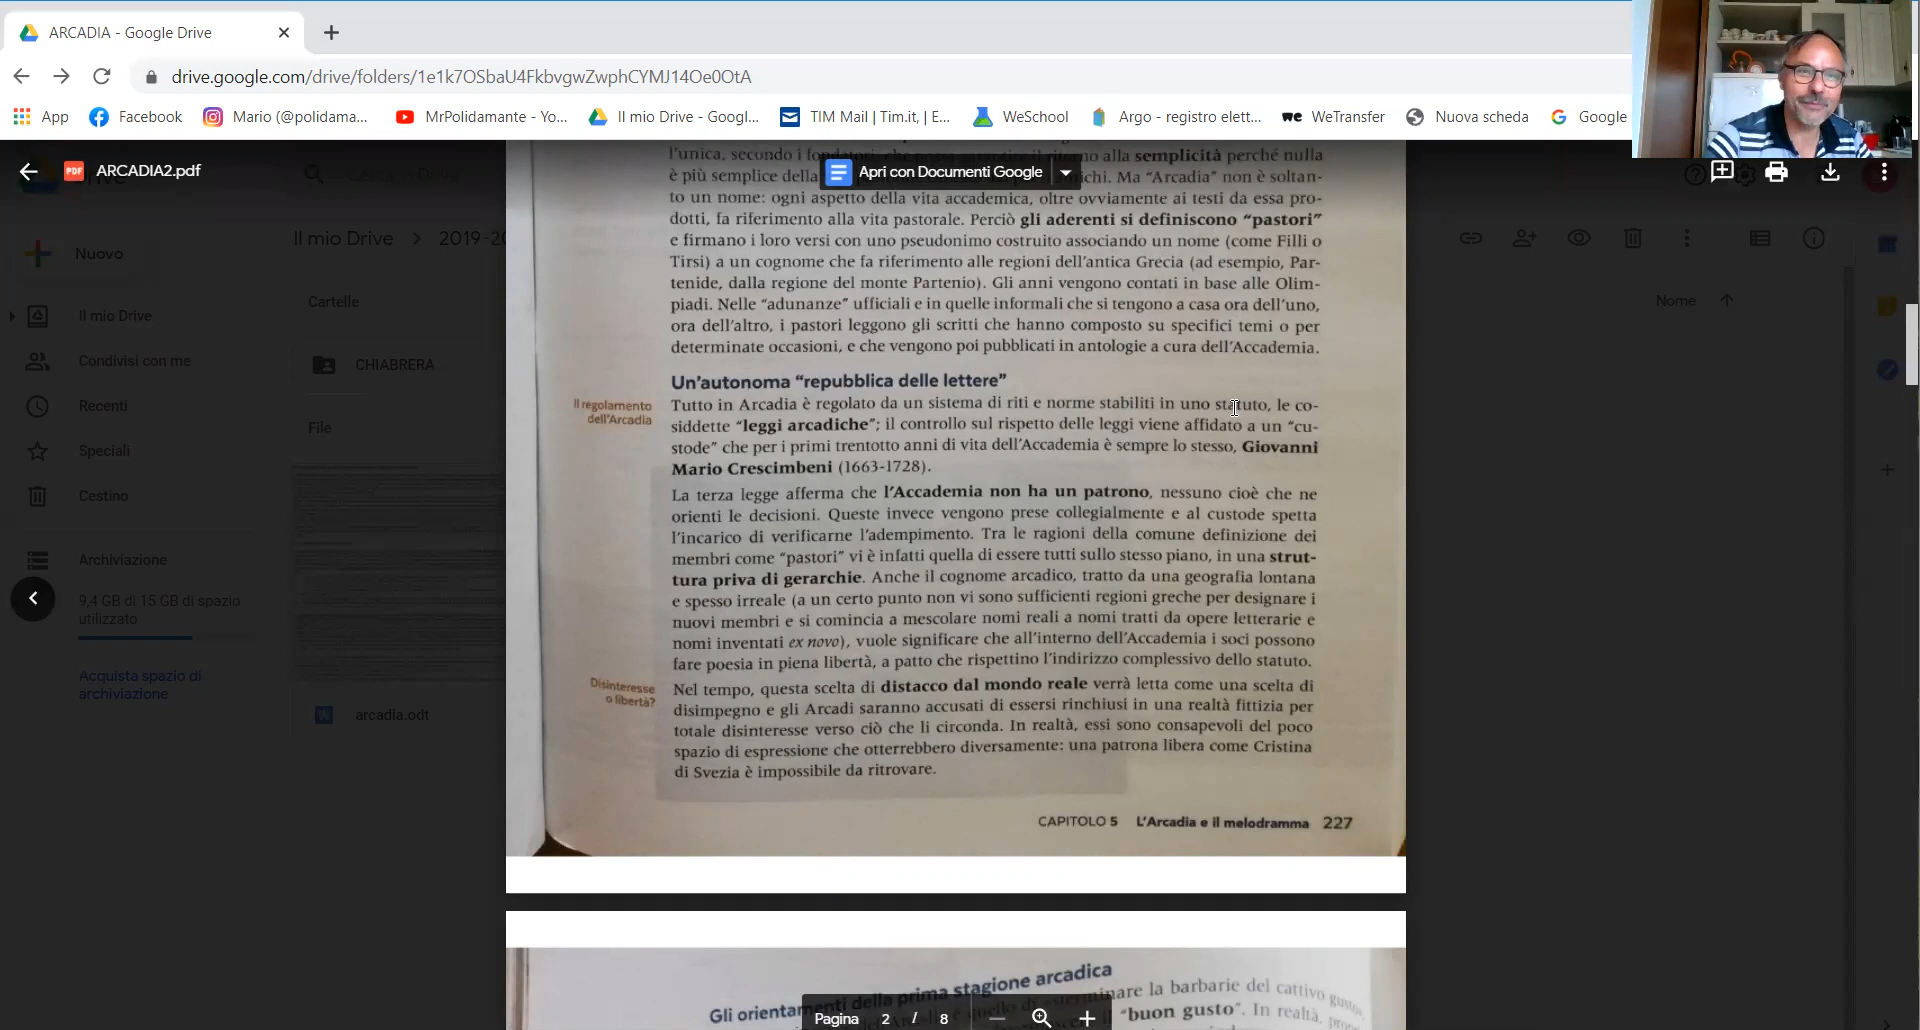 ARCADIA - Google Drive
drive.google.com/drive/folders/1e1k7OSbaU4FkbvgwZwphCYMJ14Oe0OtA
App Facebook Mario (@polidama... MrPolidamante - Yo... Il mio Drive - Googl... TIM Mail | Tim.it, | E... WeSchool Argo - registro elett... we WeTransfer Nuova scheda Google
PDF ARCADIA2.pdf
Apri con Documenti Google
Il mio Drive > 2019-20
Nuovo
Il mio Drive
Condivisi con me
Recenti
Speciali
Cestino
Archiviazione
9,4 GB di 15 GB di spazio
utilizzato
Acquista spazio di
archiviazione
Cartelle
CHIABRERA
File
arcadia.odt
Nome
l'unica, secondo i alla semplicità perché nulla
è più semplice della Ma "Arcadia" non è soltan-
to un nome: ogni aspetto della vita accademica, oltre ovviamente ai testi da essa pro-
dotti, fa riferimento alla vita pastorale. Perciò gli aderenti si definiscono "pastori"
e firmano i loro versi con uno pseudonimo costruito associando un nome (come Filli o
Tirsi) a un cognome che fa riferimento alle regioni dell'antica Grecia (ad esempio, Par-
tenide, dalla regione del monte Partenio). Gli anni vengono contati in base alle Olim-
piadi. Nelle "adunanze" ufficiali e in quelle informali che si tengono a casa ora dell'uno,
ora dell'altro, i pastori leggono gli scritti che hanno composto su specifici temi o per
determinate occasioni, e che vengono poi pubblicati in antologie a cura dell'Accademia.
Un'autonoma "repubblica delle lettere"
Il regolamento
dell'Arcadia
Tutto in Arcadia è regolato da un sistema di riti e norme stabiliti in uno statuto, le co-
siddette "leggi arcadiche"; il controllo sul rispetto delle leggi viene affidato a un "cu-
stode" che per i primi trentotto anni di vita dell'Accademia è sempre lo stesso, Giovanni
Mario Crescimbeni (1663-1728).
La terza legge afferma che l'Accademia non ha un patrono, nessuno cioè che ne
orienti le decisioni. Queste invece vengono prese collegialmente e al custode spetta
l'incarico di verificarne l'adempimento. Tra le ragioni della comune definizione dei
membri come "pastori" vi è infatti quella di essere tutti sullo stesso piano, in una strut-
tura priva di gerarchie. Anche il cognome arcadico, tratto da una geografia lontana
e spesso irreale (a un certo punto non vi sono sufficienti regioni greche per designare i
nuovi membri e si comincia a mescolare nomi reali a nomi tratti da opere letterarie e
nomi inventati ex novo), vuole significare che all'interno dell'Accademia i soci possono
fare poesia in piena libertà, a patto che rispettino l'indirizzo complessivo dello statuto.
Disinteresse
o libertà?
Nel tempo, questa scelta di distacco dal mondo reale verrà letta come una scelta di
disimpegno e gli Arcadi saranno accusati di essersi rinchiusi in una realtà fittizia per
totale disinteresse verso ciò che li circonda. In realtà, essi sono consapevoli del poco
spazio di espressione che otterrebbero diversamente: una patrona libera come Cristina
di Svezia è impossibile da ritrovare.
CAPITOLO 5 L'Arcadia e il melodramma 227
Gli orientamenti della prima stagione arcadica
la barbarie del cattivo gusto
"buon gusto". In realtà,
Pagina 2 / 8